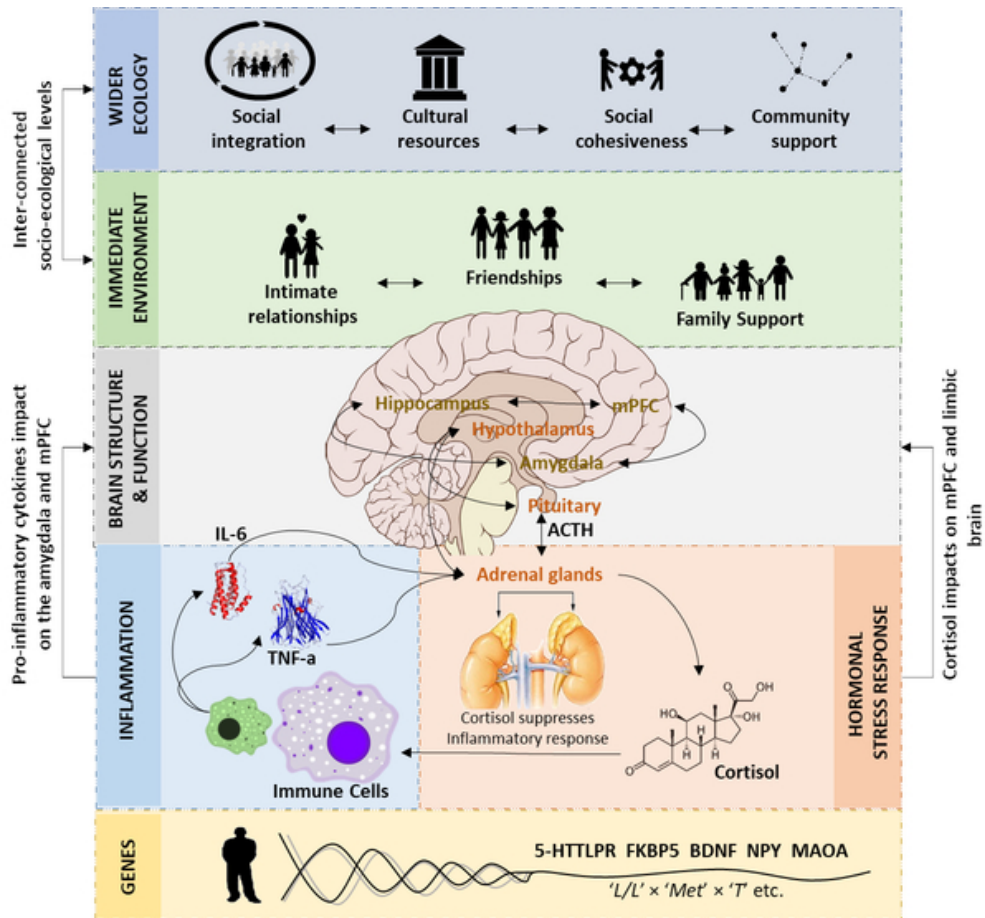 Inter-connected
socio-ecological levels
WIDER
ECOLOGY
Social
integration
Cultural
resources
Social
cohesiveness
Community
support
IMMEDIATE
ENVIRONMENT
Intimate
relationships
Friendships
Family Support
Pro-inflammatory cytokines impact
on the amygdala and mPFC
BRAIN STRUCTURE
& FUNCTION
Hippocampus
mPFC
Hypothalamus
Amygdala
Pituitary
ACTH
Cortisol impacts on mPFC and limbic
brain
INFLAMMATION
IL-6
TNF-a
Immune Cells
Adrenal glands
Cortisol suppresses
Inflammatory response
OH
HO
O
OH
H
H
H
O
Cortisol
HORMONAL
STRESS RESPONSE
GENES
5-HTTLPR FKBP5 BDNF NPY MAOA
‘L/L’ × ‘Met’ × ‘T’ etc.